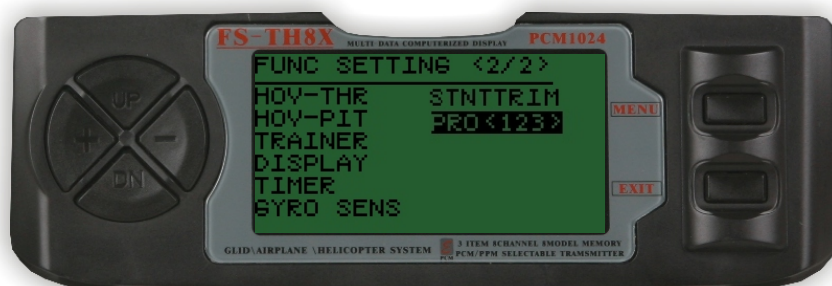 FS-TH8X MULTI DATA COMPUTERIZED DISPLAY PCM1024
FUNC SETTING <2/2>
HOV-THR STNTTRIM
HOV-PIT PRO<123>
TRAINER
DISPLAY
TIMER
GYRO SENS
UP
+ -
DN
MENU
EXIT
GLID\AIRPLANE \HELICOPTER SYSTEM
PCM
3 ITEM 8CHANNEL 8MODEL MEMORY
PCM/PPM SELECTABLE TRAMSMITTER